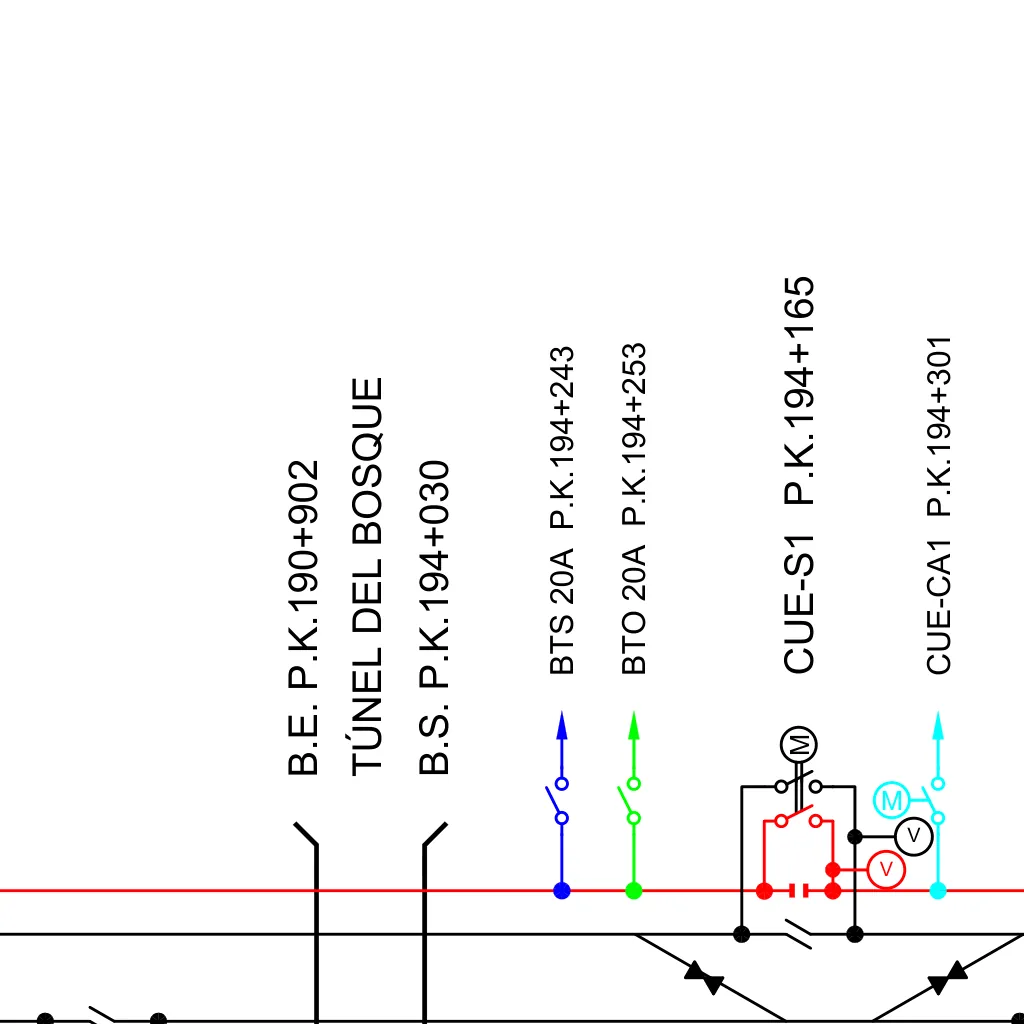 B.E. P.K.190+902
TÚNEL DEL BOSQUE
B.S. P.K.194+030
BTS 20A P.K.194+243
BTO 20A P.K.194+253
CUE-S1 P.K.194+165
CUE-CA1 P.K.194+301
M
M
V
V